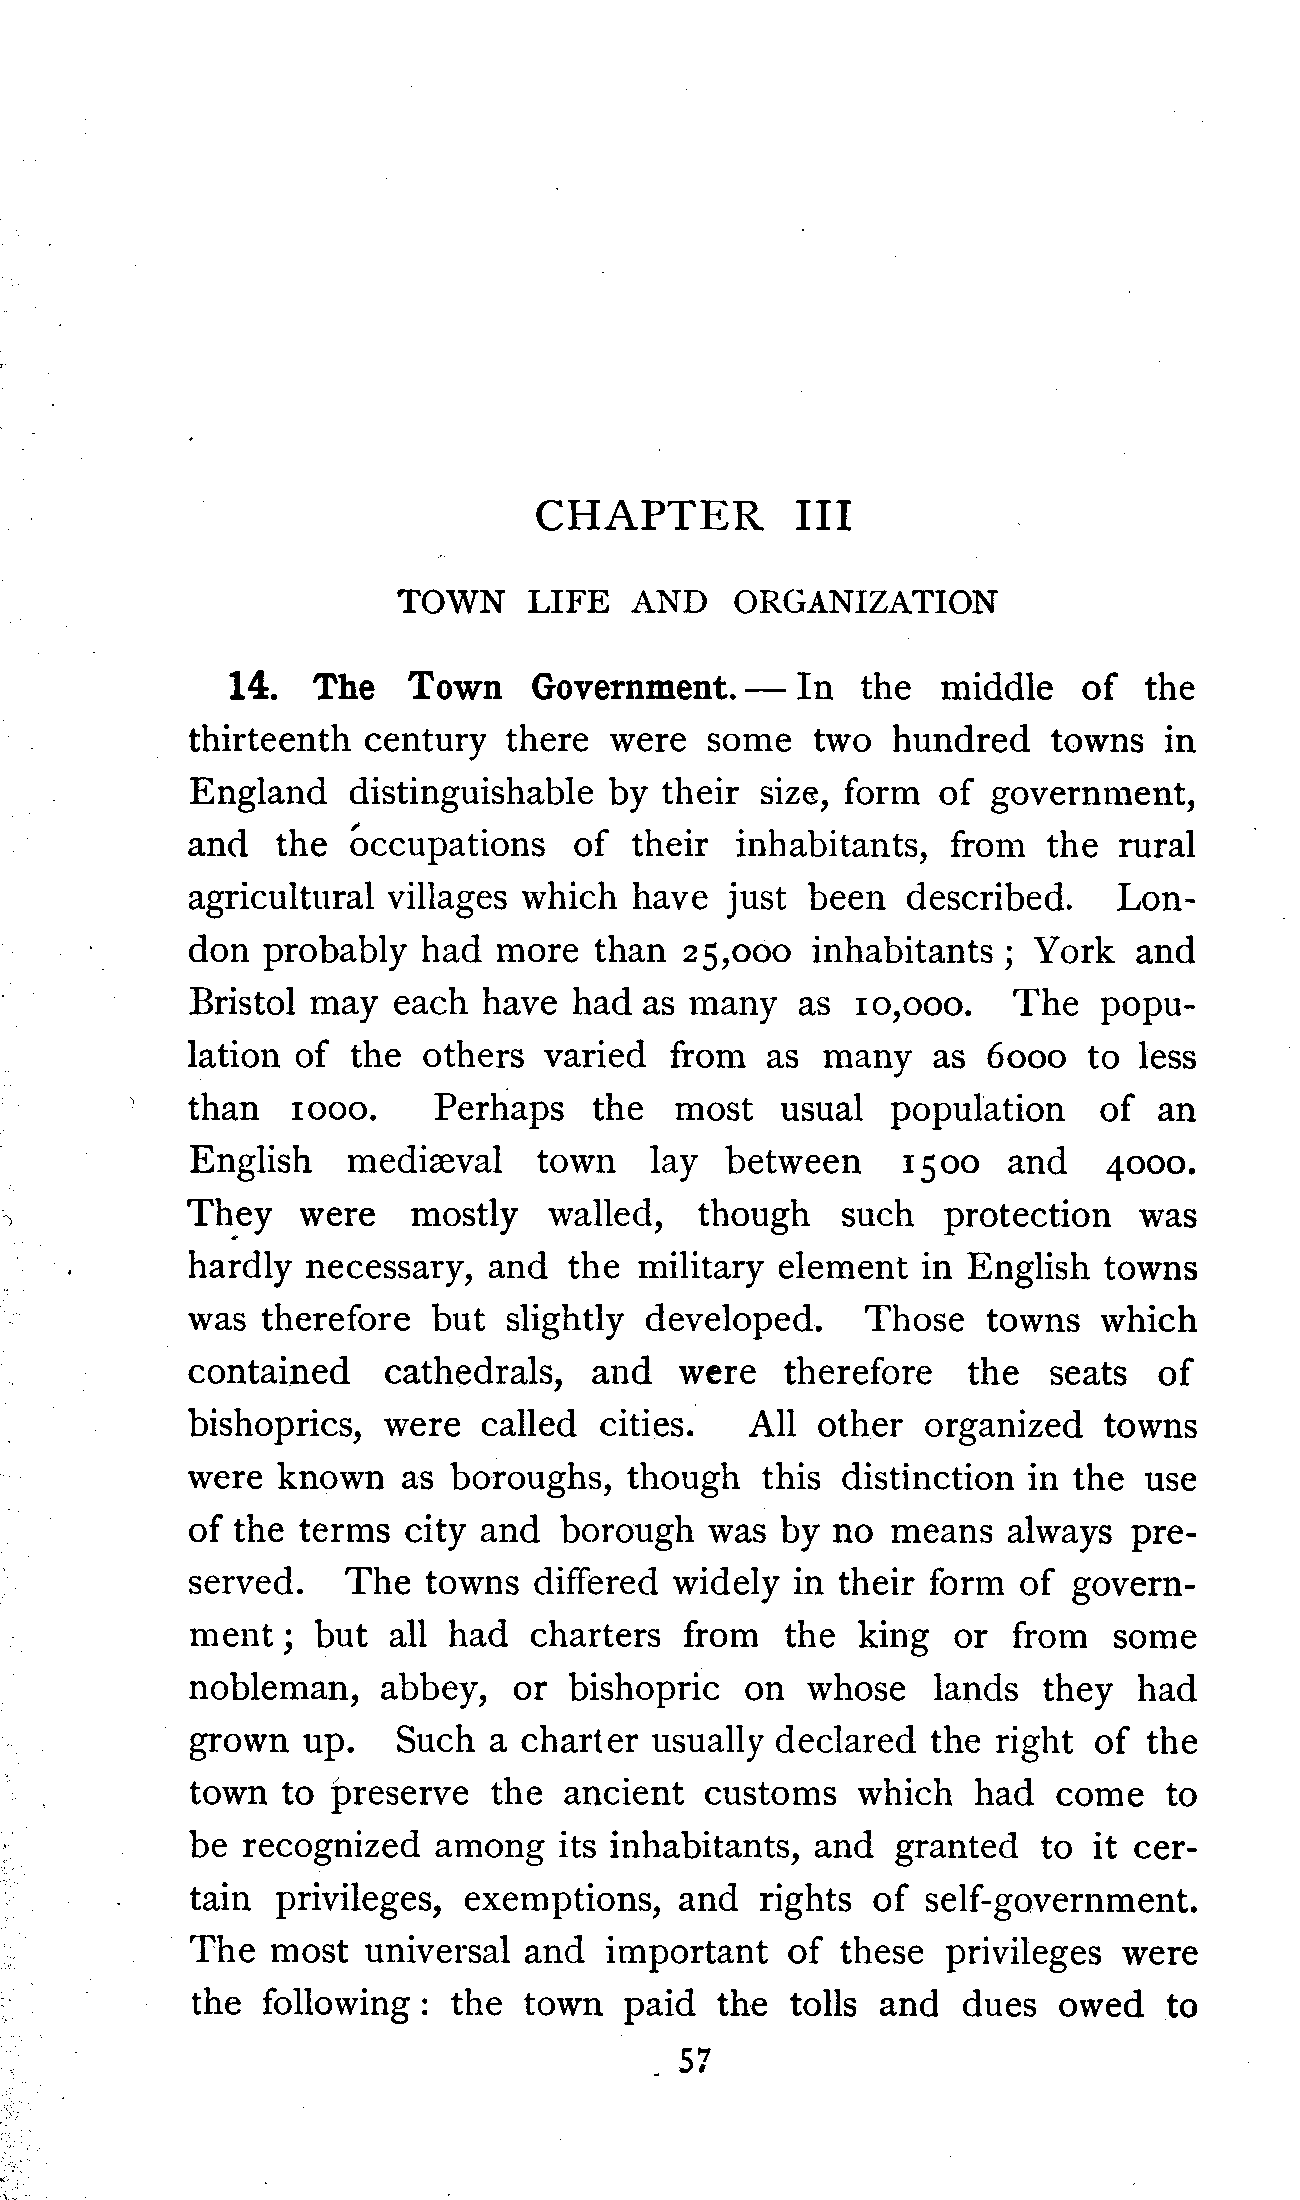 CHAPTER III
TOWN LIFE AND ORGANIZATION
14. The Town Government. — In the middle of the
thirteenth century there were some two hundred towns in
England distinguishable by their size, form of government,
and the occupations of their inhabitants, from the rural
agricultural villages which have just been described. Lon-
don probably had more than 25,000 inhabitants; York and
Bristol may each have had as many as 10,000. The popu-
lation of the others varied from as many as 6000 to less
than 1000. Perhaps the most usual population of an
English mediæval town lay between 1500 and 4000.
They were mostly walled, though such protection was
hardly necessary, and the military element in English towns
was therefore but slightly developed. Those towns which
contained cathedrals, and were therefore the seats of
bishoprics, were called cities. All other organized towns
were known as boroughs, though this distinction in the use
of the terms city and borough was by no means always pre-
served. The towns differed widely in their form of govern-
ment; but all had charters from the king or from some
nobleman, abbey, or bishopric on whose lands they had
grown up. Such a charter usually declared the right of the
town to preserve the ancient customs which had come to
be recognized among its inhabitants, and granted to it cer-
tain privileges, exemptions, and rights of self-government.
The most universal and important of these privileges were
the following: the town paid the tolls and dues owed to
57